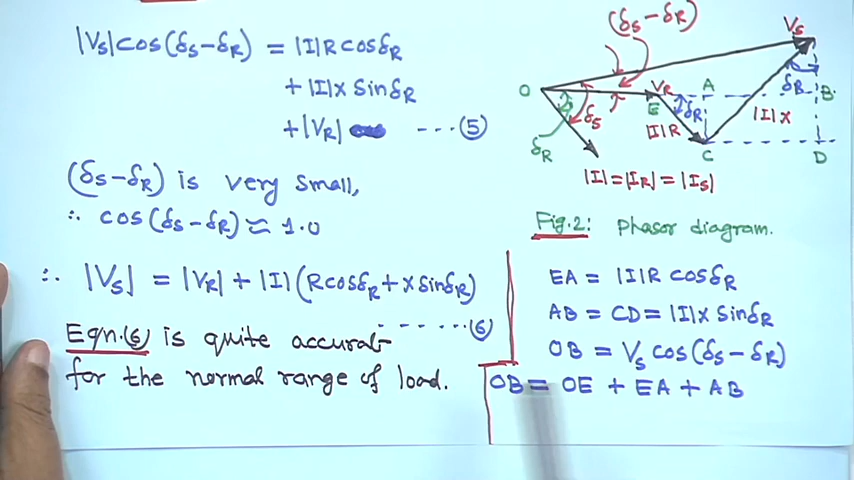 |Vs|cos(δs-δR) = |I|R cosδR
+ |I|X SinδR
+ |VR| ---(5)
(δs-δR) is very small,
∴ cos(δs-δR) ≈ 1.0
∴ |Vs| = |VR| + |I|(RcosδR+XsinδR)
------(6)
Eqn.(6) is quite accurat
for the normal range of load.
(δs-δR)
Vs
O
VR
A
δR
B
E
δs
δR
|I|R
|I|X
δR
C
D
|I|=|IR|=|Is|
Fig.2: Phasor diagram.
EA = |I|R cosδR
AB = CD = |I|X SinδR
OB = Vs cos(δs-δR)
OB = OE + EA + AB